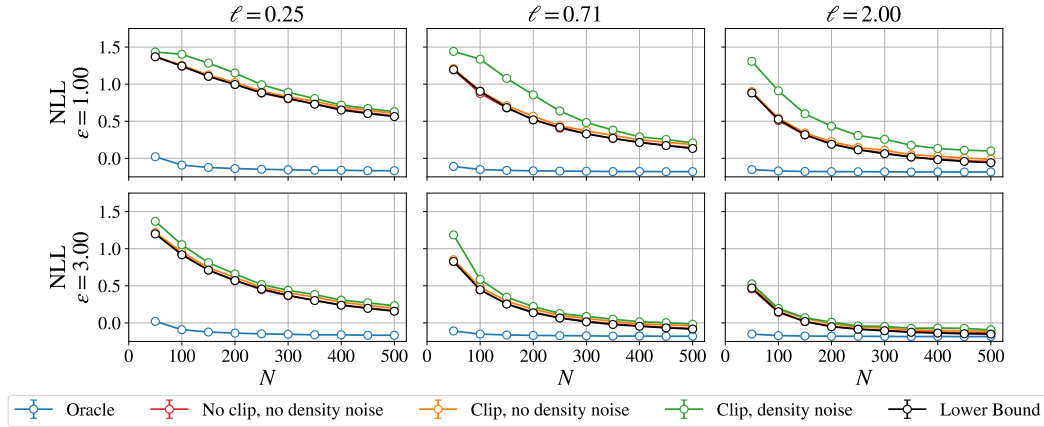 ℓ = 0.25 ℓ = 0.71 ℓ = 2.00
NLL
ε = 1.00
1.5
1.0
0.5
0.0
NLL
ε = 3.00
1.5
1.0
0.5
0.0
0 100 200 300 400 500 0 100 200 300 400 500 0 100 200 300 400 500
N N N
Oracle No clip, no density noise Clip, no density noise Clip, density noise Lower Bound